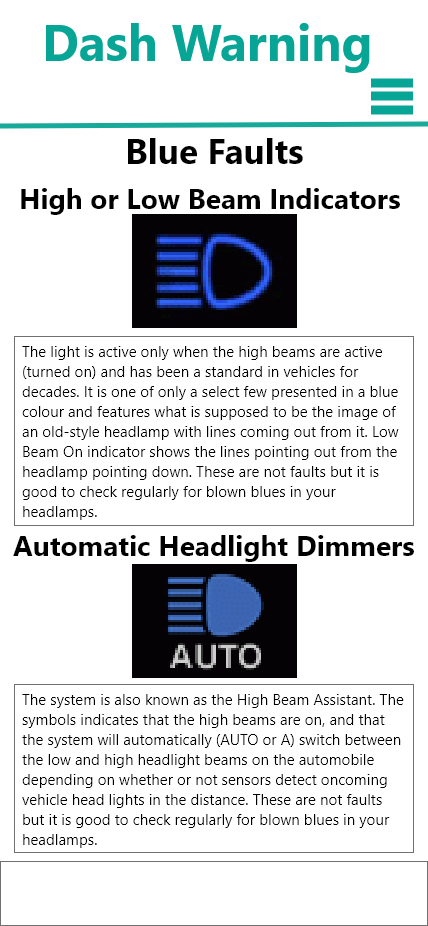 Dash Warning
Blue Faults
High or Low Beam Indicators
The light is active only when the high beams are active
(turned on) and has been a standard in vehicles for
decades. It is one of only a select few presented in a blue
colour and features what is supposed to be the image of
an old-style headlamp with lines coming out from it. Low
Beam On indicator shows the lines pointing out from the
headlamp pointing down. These are not faults but it is
good to check regularly for blown blues in your
headlamps.
Automatic Headlight Dimmers
AUTO
The system is also known as the High Beam Assistant. The
symbols indicates that the high beams are on, and that
the system will automatically (AUTO or A) switch between
the low and high headlight beams on the automobile
depending on whether or not sensors detect oncoming
vehicle head lights in the distance. These are not faults
but it is good to check regularly for blown blues in your
headlamps.